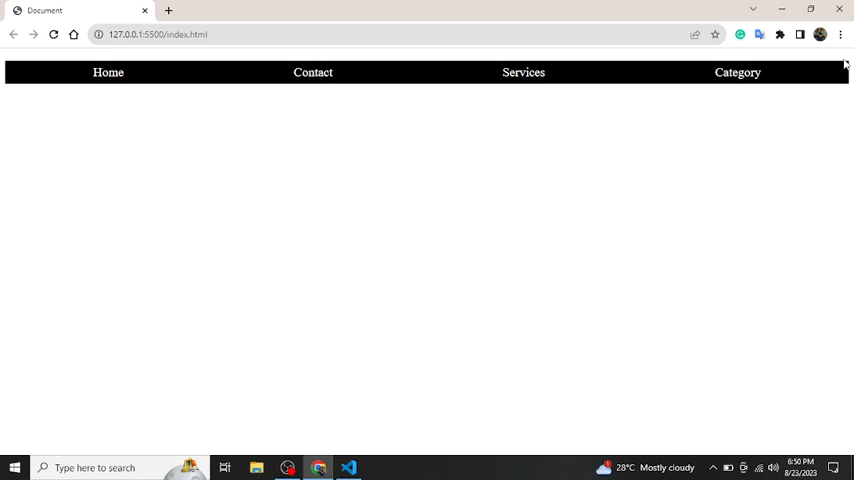 Document
127.0.0.1:5500/index.html
Home Contact Services Category
Type here to search
28°C Mostly cloudy
6:50 PM
8/23/2023